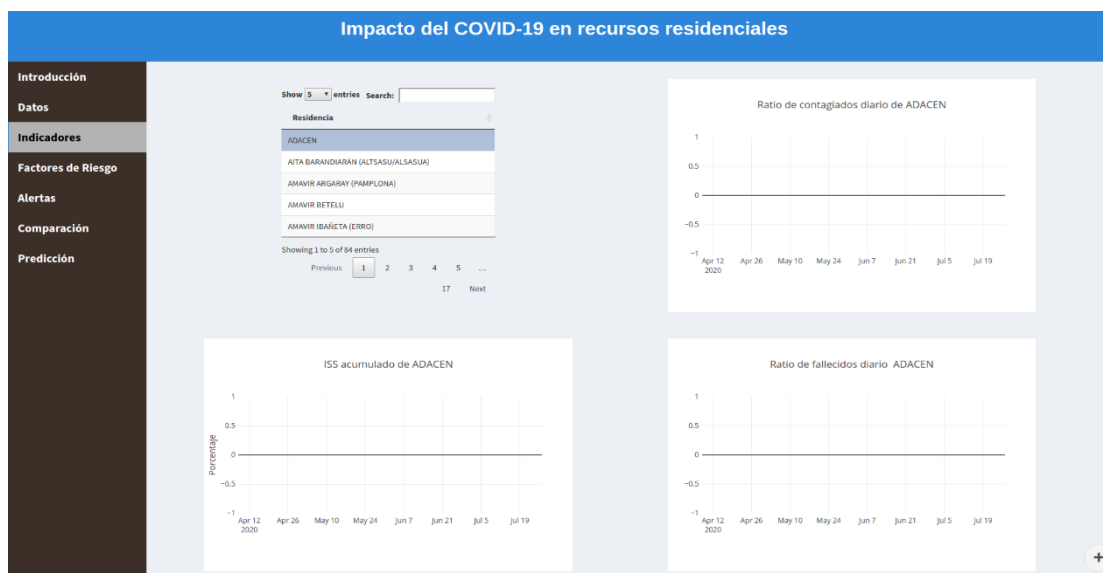 Impacto del COVID-19 en recursos residenciales
Introducción
Datos
Indicadores
Factores de Riesgo
Alertas
Comparación
Predicción
Show 5 entries Search:
Residencia
ADACEN
AITA BARANDIARÁN (ALTSASU/ALSASUA)
AMAVIR ARGARAY (PAMPLONA)
AMAVIR BETELU
AMAVIR IBAÑETA (ERRO)
Showing 1 to 5 of 84 entries
Previous 1 2 3 4 5 …
17 Next
Ratio de contagiados diario de ADACEN
1
0.5
0
−0.5
−1
Apr 12 Apr 26 May 10 May 24 Jun 7 Jun 21 Jul 5 Jul 19
2020
ISS acumulado de ADACEN
Porcentaje
1
0.5
0
−0.5
−1
Apr 12 Apr 26 May 10 May 24 Jun 7 Jun 21 Jul 5 Jul 19
2020
Ratio de fallecidos diario ADACEN
1
0.5
0
−0.5
−1
Apr 12 Apr 26 May 10 May 24 Jun 7 Jun 21 Jul 5 Jul 19
2020
+